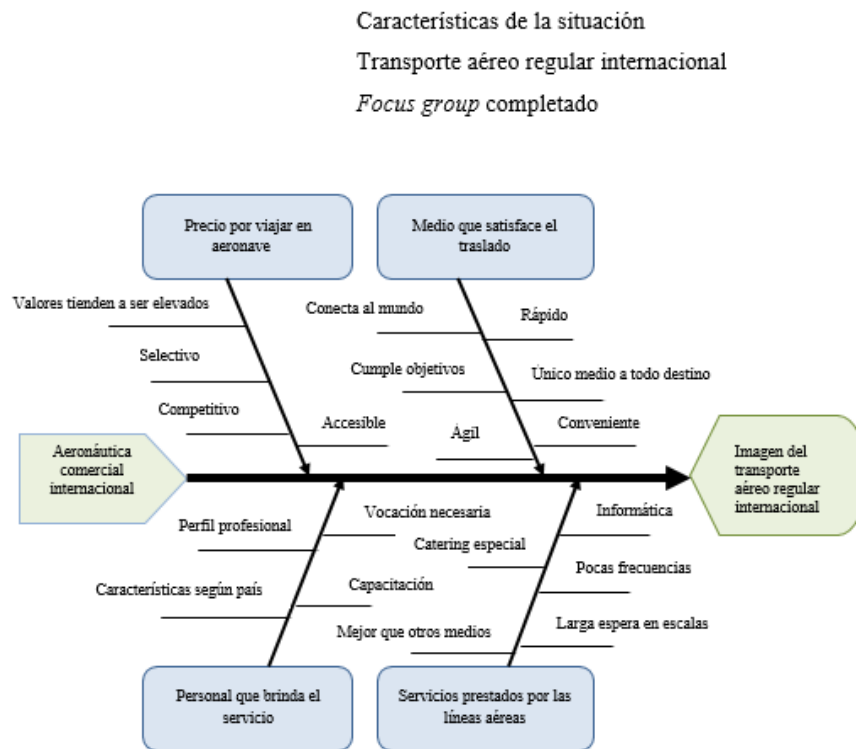 Características de la situación
Transporte aéreo regular internacional
Focus group completado
Precio por viajar en
aeronave
Medio que satisface el
traslado
Valores tienden a ser elevados
Selectivo
Competitivo
Accesible
Conecta al mundo
Cumple objetivos
Ágil
Rápido
Único medio a todo destino
Conveniente
Aeronáutica
comercial
internacional
Imagen del
transporte
aéreo regular
internacional
Perfil profesional
Características según país
Vocación necesaria
Capacitación
Catering especial
Mejor que otros medios
Informática
Pocas frecuencias
Larga espera en escalas
Personal que brinda el
servicio
Servicios prestados por las
líneas aéreas